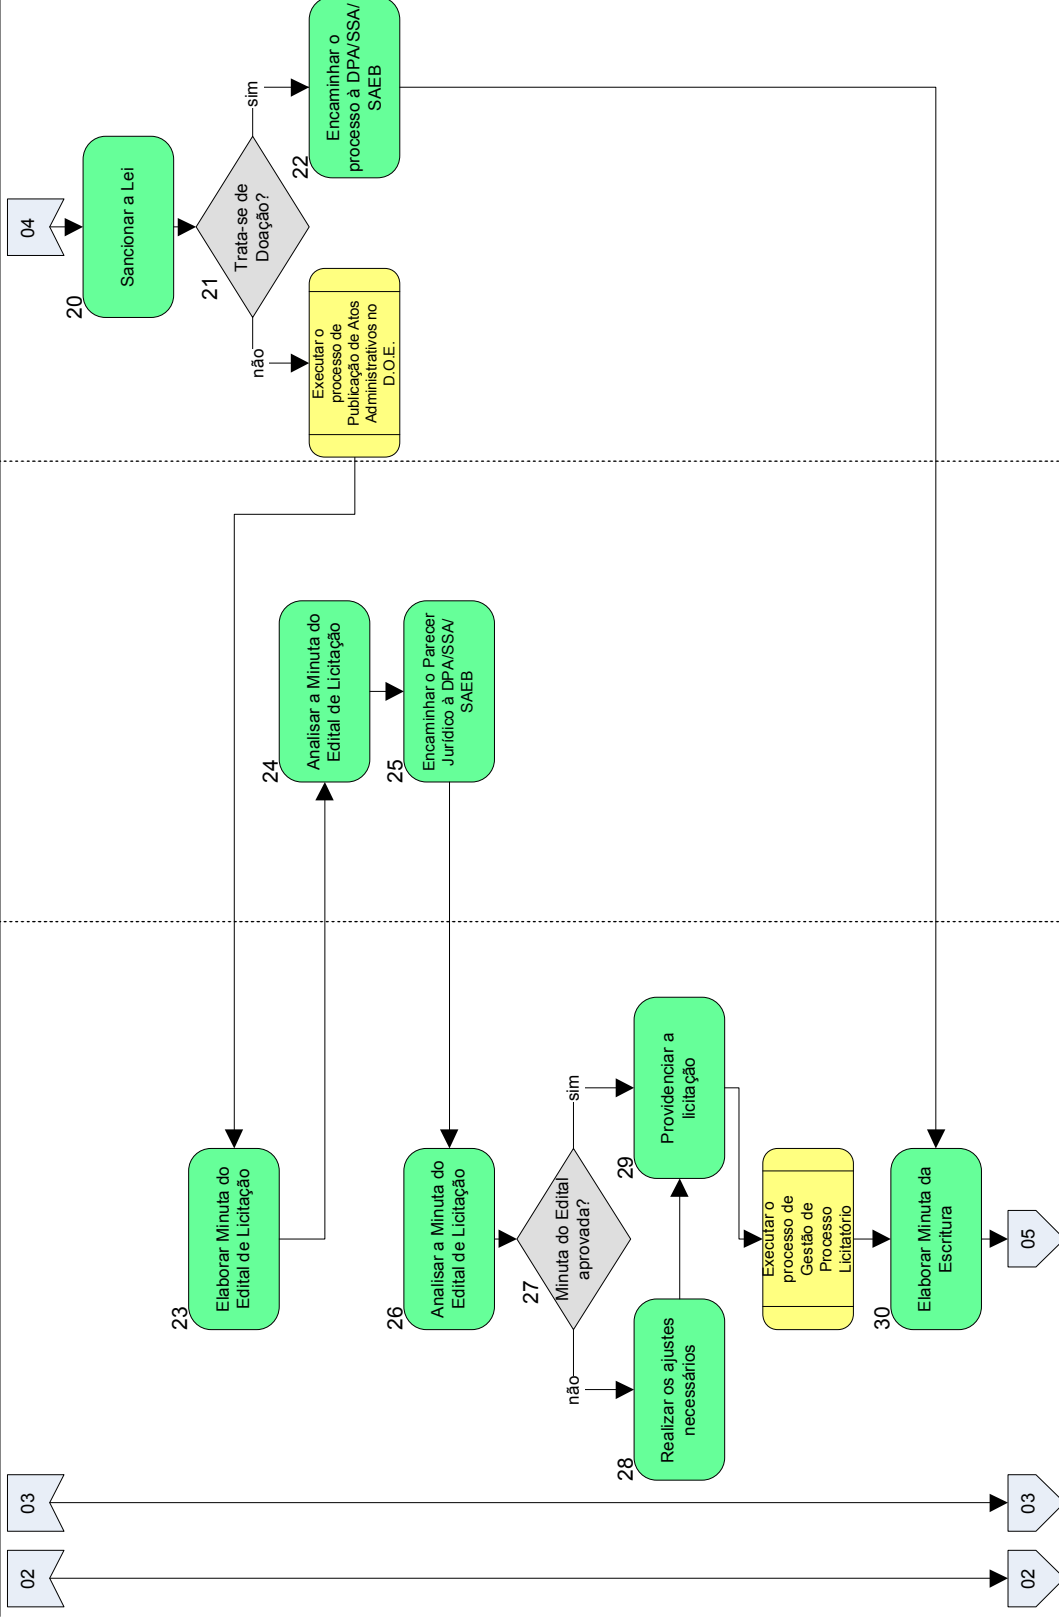 04
20
Sancionar a Lei
21
Trata-se de
Doação?
sim
não
22
Encaminhar o
processo à DPA/SSA/
SAEB
Executar o
processo de
Publicação de Atos
Administrativos no
D.O.E.
23
Elaborar Minuta do
Edital de Licitação
24
Analisar a Minuta do
Edital de Licitação
25
Encaminhar o Parecer
Jurídico à DPA/SSA/
SAEB
26
Analisar a Minuta do
Edital de Licitação
27
Minuta do Edital
aprovada?
sim
não
28
Realizar os ajustes
necessários
29
Providenciar a
licitação
Executar o
processo de
Gestão de
Processo
Licitatório
30
Elaborar Minuta da
Escritura
05
03
03
02
02